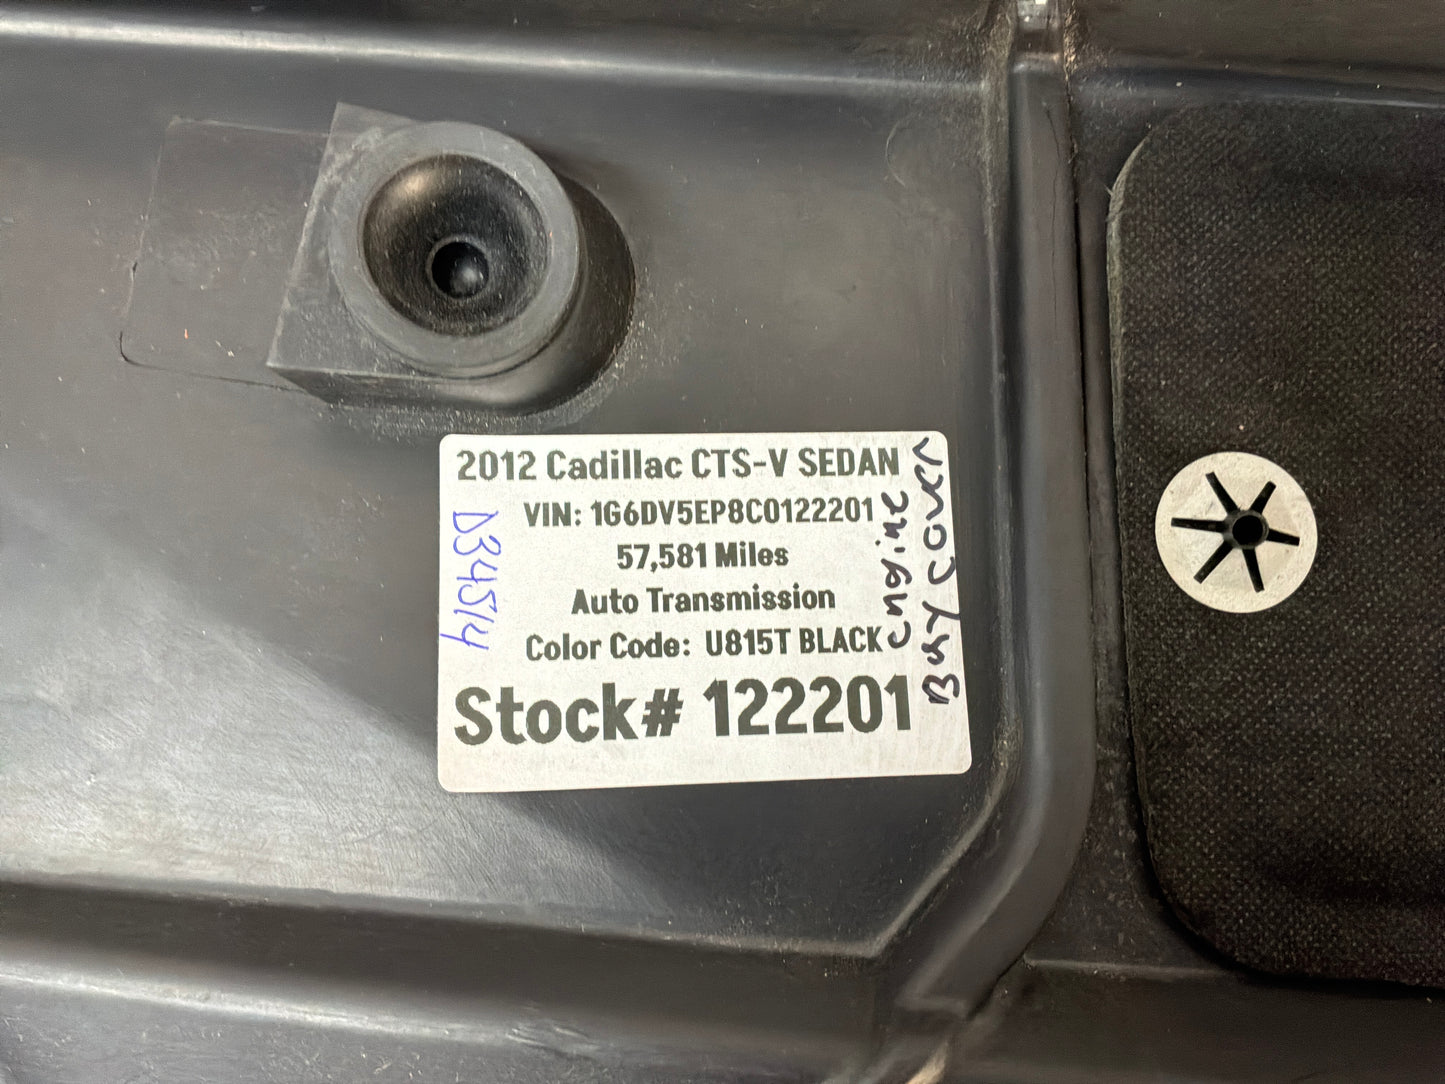 2012 Cadillac CTS-V SEDAN
VIN: 1G6DV5EP8C0122201
57,581 Miles
Auto Transmission
Color Code: U815T BLACK
Stock# 122201
D34514
engine
Bay Cover